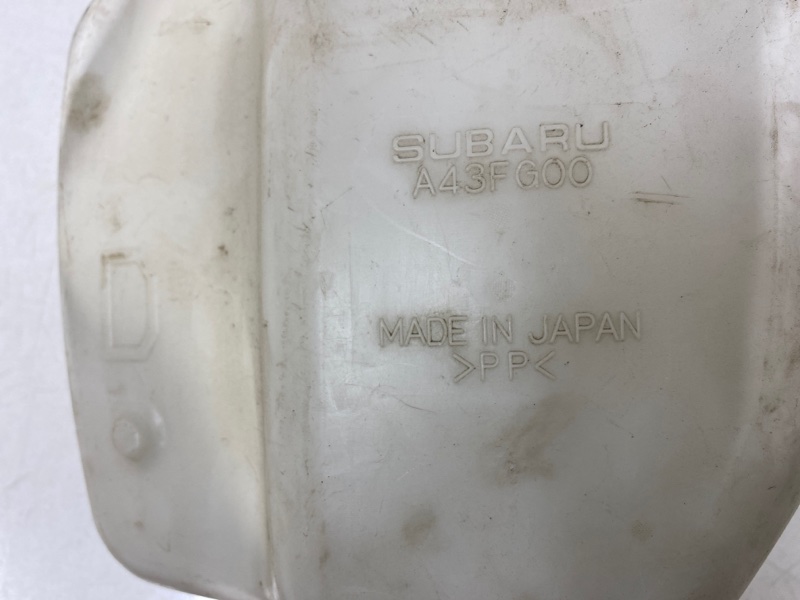 SUBARU
A43FG00
D
MADE IN JAPAN
>PP<